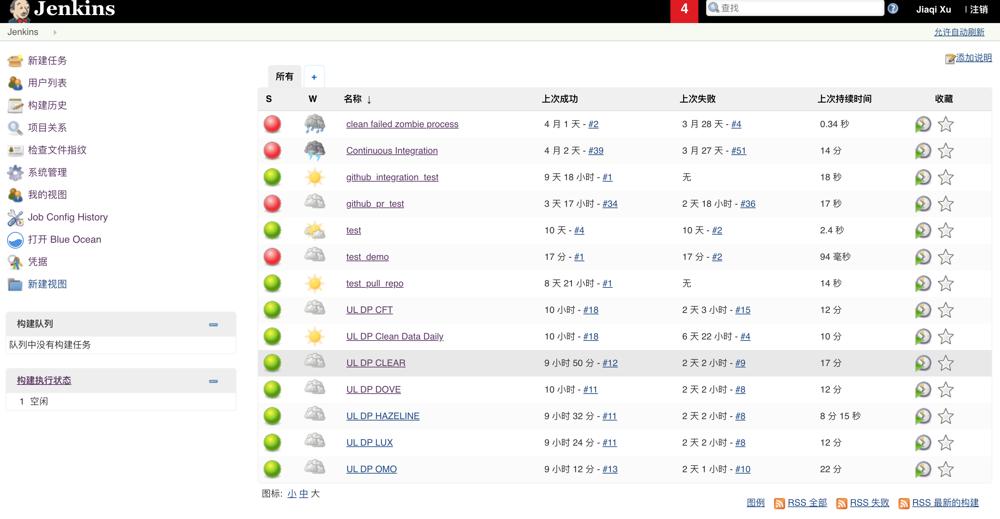 Jenkins
4
查找
Jiaqi Xu
| 注销
Jenkins
允许自动刷新
新建任务
用户列表
构建历史
项目关系
检查文件指纹
系统管理
我的视图
Job Config History
打开 Blue Ocean
凭据
新建视图
构建队列
队列中没有构建任务
构建执行状态
1 空闲
添加说明
所有 +
S W 名称 ↓ 上次成功 上次失败 上次持续时间 收藏
clean failed zombie process 4 月 1 天 - #2 3 月 28 天 - #4 0.34 秒
Continuous Integration 4 月 2 天 - #39 3 月 27 天 - #51 14 分
github_integration_test 9 天 18 小时 - #1 无 18 秒
github_pr_test 3 天 17 小时 - #34 2 天 18 小时 - #36 17 秒
test 10 天 - #4 10 天 - #2 2.4 秒
test_demo 17 分 - #1 17 分 - #2 94 毫秒
test_pull_repo 8 天 21 小时 - #1 无 14 秒
UL DP CFT 10 小时 - #18 2 天 3 小时 - #15 12 分
UL DP Clean Data Daily 10 小时 - #18 6 天 22 小时 - #4 10 分
UL DP CLEAR 9 小时 50 分 - #12 2 天 2 小时 - #9 17 分
UL DP DOVE 10 小时 - #11 2 天 2 小时 - #8 12 分
UL DP HAZELINE 9 小时 32 分 - #11 2 天 2 小时 - #8 8 分 15 秒
UL DP LUX 9 小时 24 分 - #11 2 天 2 小时 - #8 12 分
UL DP OMO 9 小时 12 分 - #13 2 天 1 小时 - #10 22 分
图标: 小 中 大
图例 RSS 全部 RSS 失败 RSS 最新的构建